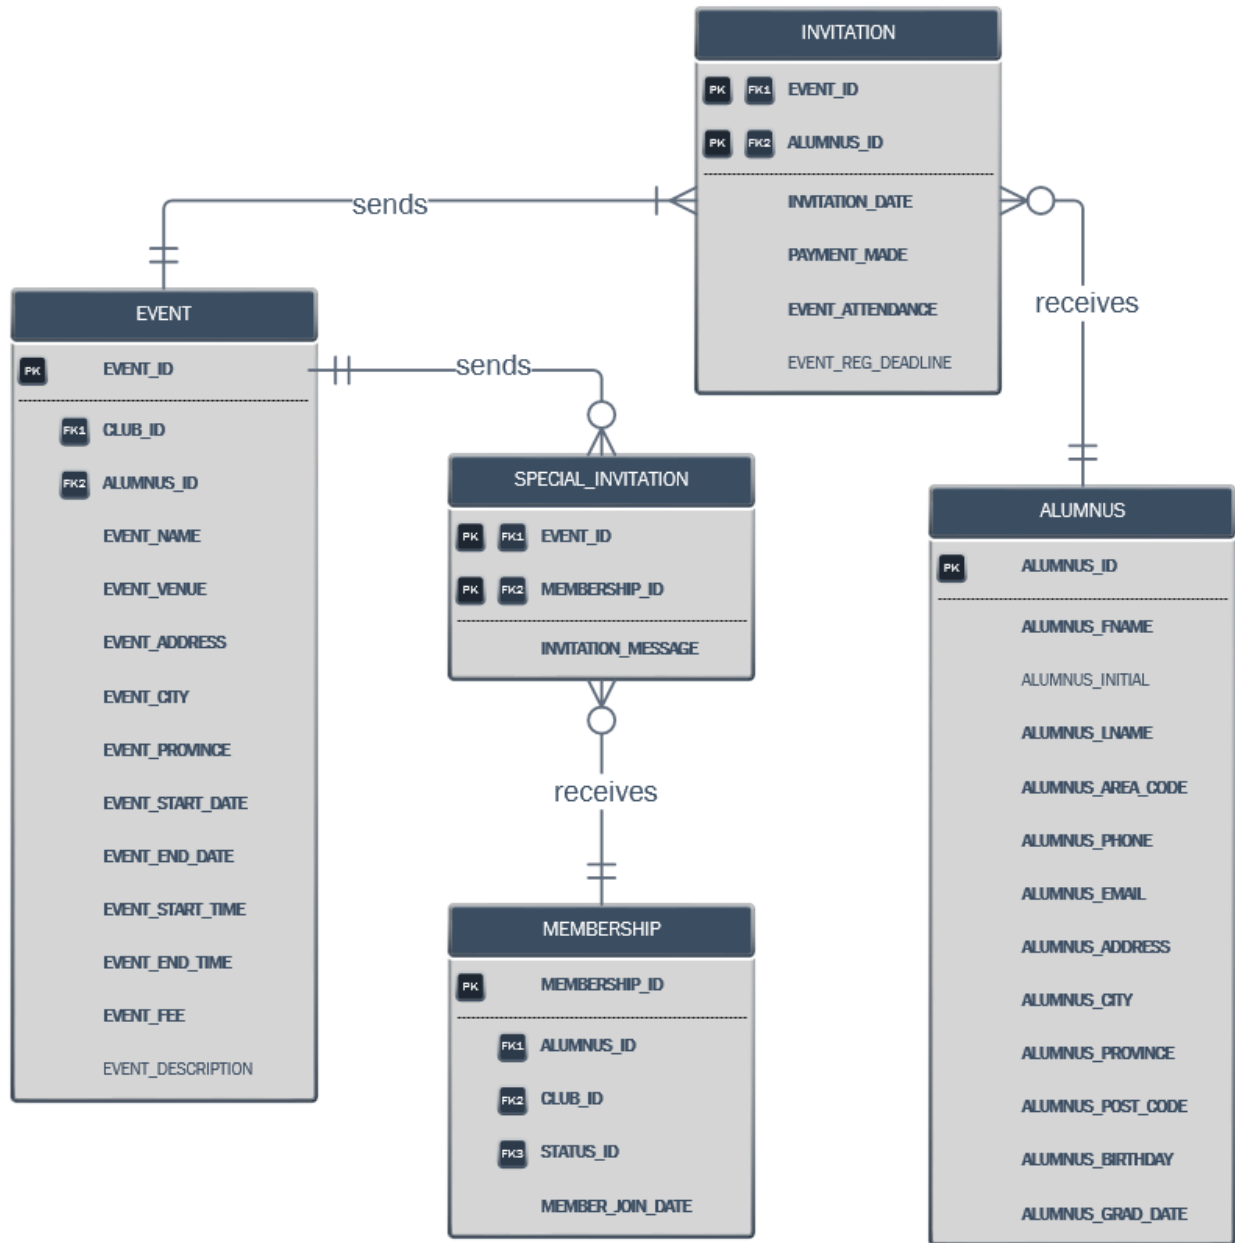 INVITATION
PK FK1 EVENT_ID
PK FK2 ALUMNUS_ID
INVITATION_DATE
PAYMENT_MADE
EVENT_ATTENDANCE
EVENT_REG_DEADLINE
sends
receives
EVENT
PK EVENT_ID
FK1 CLUB_ID
FK2 ALUMNUS_ID
EVENT_NAME
EVENT_VENUE
EVENT_ADDRESS
EVENT_CITY
EVENT_PROVINCE
EVENT_START_DATE
EVENT_END_DATE
EVENT_START_TIME
EVENT_END_TIME
EVENT_FEE
EVENT_DESCRIPTION
sends
SPECIAL_INVITATION
PK FK1 EVENT_ID
PK FK2 MEMBERSHIP_ID
INVITATION_MESSAGE
receives
MEMBERSHIP
PK MEMBERSHIP_ID
FK1 ALUMNUS_ID
FK2 CLUB_ID
FK3 STATUS_ID
MEMBER_JOIN_DATE
ALUMNUS
PK ALUMNUS_ID
ALUMNUS_FNAME
ALUMNUS_INITIAL
ALUMNUS_LNAME
ALUMNUS_AREA_CODE
ALUMNUS_PHONE
ALUMNUS_EMAIL
ALUMNUS_ADDRESS
ALUMNUS_CITY
ALUMNUS_PROVINCE
ALUMNUS_POST_CODE
ALUMNUS_BIRTHDAY
ALUMNUS_GRAD_DATE